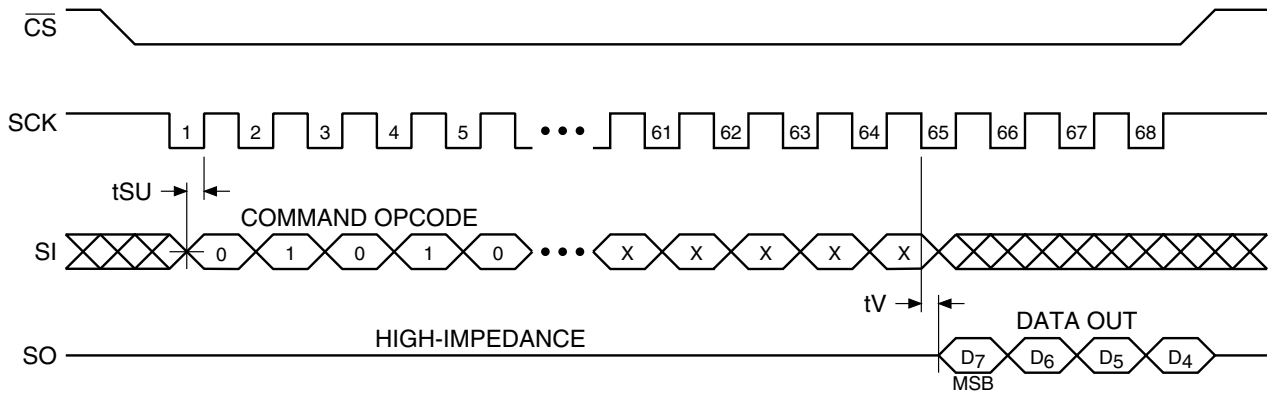 CS
SCK 1 2 3 4 5 ••• 61 62 63 64 65 66 67 68
tSU
COMMAND OPCODE
SI 0 1 0 1 0 ••• X X X X X
tV
HIGH-IMPEDANCE
DATA OUT
SO D7 D6 D5 D4
MSB